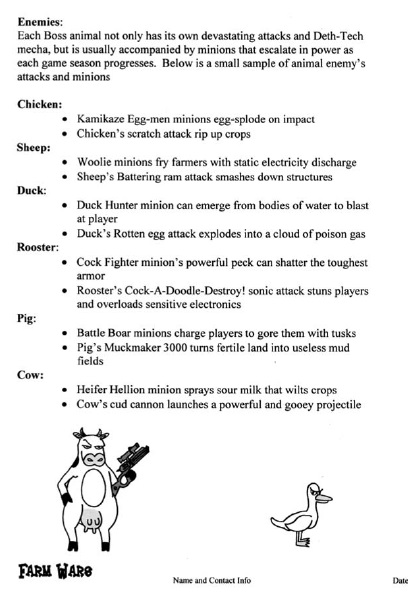 Enemies:
Each Boss animal not only has its own devastating attacks and Deth-Tech
mecha, but is usually accompanied by minions that escalate in power as
each game season progresses. Below is a small sample of animal enemy's
attacks and minions
Chicken:
• Kamikaze Egg-men minions egg-splode on impact
• Chicken's scratch attack rip up crops
Sheep:
• Woolie minions fry farmers with static electricity discharge
• Sheep's Battering ram attack smashes down structures
Duck:
• Duck Hunter minion can emerge from bodies of water to blast
at player
• Duck's Rotten egg attack explodes into a cloud of poison gas
Rooster:
• Cock Fighter minion's powerful peck can shatter the toughest
armor
• Rooster's Cock-A-Doodle-Destroy! sonic attack stuns players
and overloads sensitive electronics
Pig:
• Battle Boar minions charge players to gore them with tusks
• Pig's Muckmaker 3000 turns fertile land into useless mud
fields
Cow:
• Heifer Hellion minion sprays sour milk that wilts crops
• Cow's cud cannon launches a powerful and gooey projectile
FARM WARS
Name and Contact Info
Date